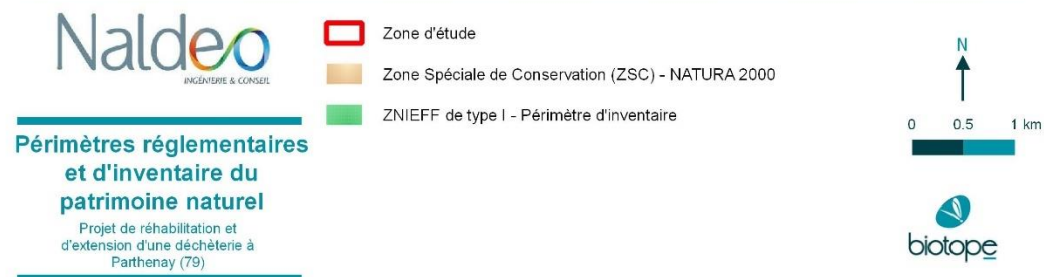 Naldeo
INGÉNIERIE & CONSEIL
Périmètres réglementaires
et d'inventaire du
patrimoine naturel
Projet de réhabilitation et
d'extension d'une déchèterie à
Parthenay (79)
Zone d'étude
Zone Spéciale de Conservation (ZSC) - NATURA 2000
ZNIEFF de type I - Périmètre d'inventaire
N
0 0.5 1 km
biotope